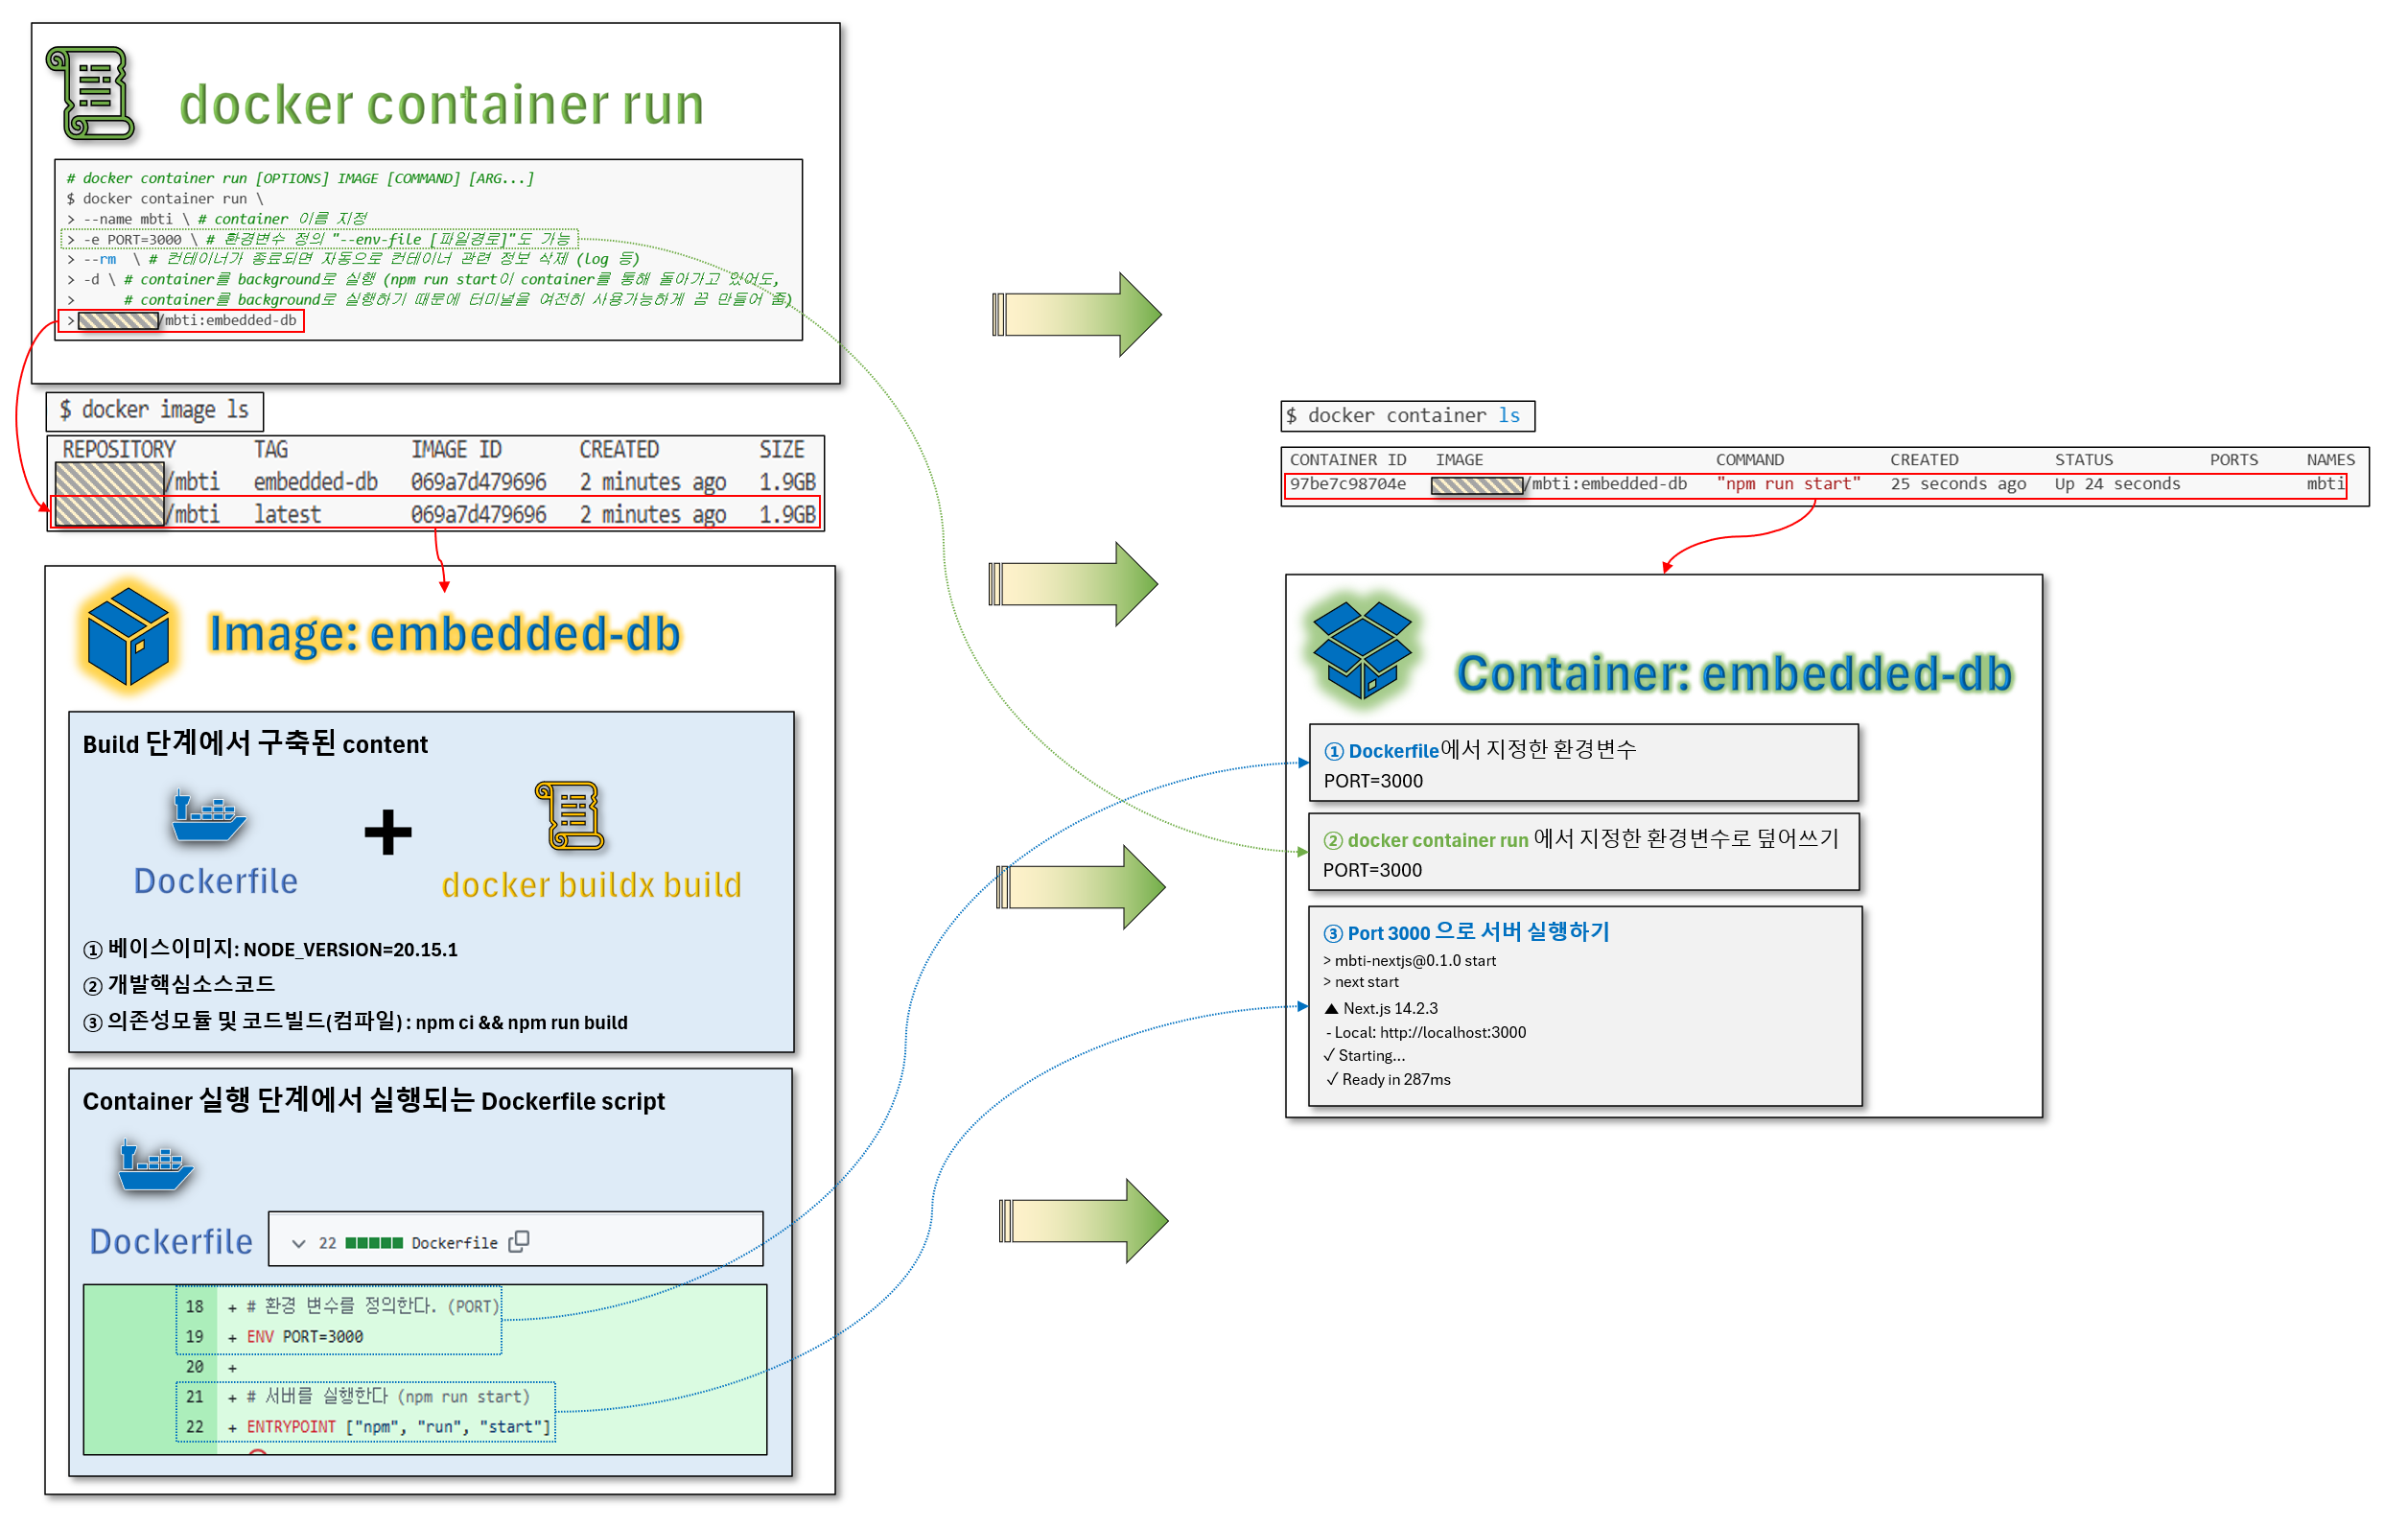 docker container run
# docker container run [OPTIONS] IMAGE [COMMAND] [ARG...]
$ docker container run \
> --name mbti \ # container 이름 지정
> -e PORT=3000 \ # 환경변수 정의 "--env-file [파일경로]"도 가능
> --rm  \ # 컨테이너가 종료되면 자동으로 컨테이너 관련 정보 삭제 (log 등)
> -d \ # container를 background로 실행 (npm run start이 container를 통해 돌아가고 있어도,
>      # container를 background로 실행하기 때문에 터미널을 여전히 사용가능하게 끔 만들어 줌)
> /mbti:embedded-db
$ docker image ls
REPOSITORY TAG IMAGE ID CREATED SIZE
/mbti embedded-db 069a7d479696 2 minutes ago 1.9GB
/mbti latest 069a7d479696 2 minutes ago 1.9GB
Image: embedded-db
Build 단계에서 구축된 content
Dockerfile
+
docker buildx build
① 베이스이미지: NODE_VERSION=20.15.1
② 개발핵심소스코드
③ 의존성모듈 및 코드빌드(컴파일) : npm ci && npm run build
Container 실행 단계에서 실행되는 Dockerfile script
Dockerfile
22 Dockerfile
18 + # 환경 변수를 정의한다. (PORT)
19 + ENV PORT=3000
20 +
21 + # 서버를 실행한다 (npm run start)
22 + ENTRYPOINT ["npm", "run", "start"]
$ docker container ls
CONTAINER ID IMAGE COMMAND CREATED STATUS PORTS NAMES
97be7c98704e /mbti:embedded-db "npm run start" 25 seconds ago Up 24 seconds mbti
Container: embedded-db
① Dockerfile에서 지정한 환경변수
PORT=3000
② docker container run 에서 지정한 환경변수로 덮어쓰기
PORT=3000
③ Port 3000 으로 서버 실행하기
> mbti-nextjs@0.1.0 start
> next start
▲ Next.js 14.2.3
- Local: http://localhost:3000
✓ Starting...
✓ Ready in 287ms